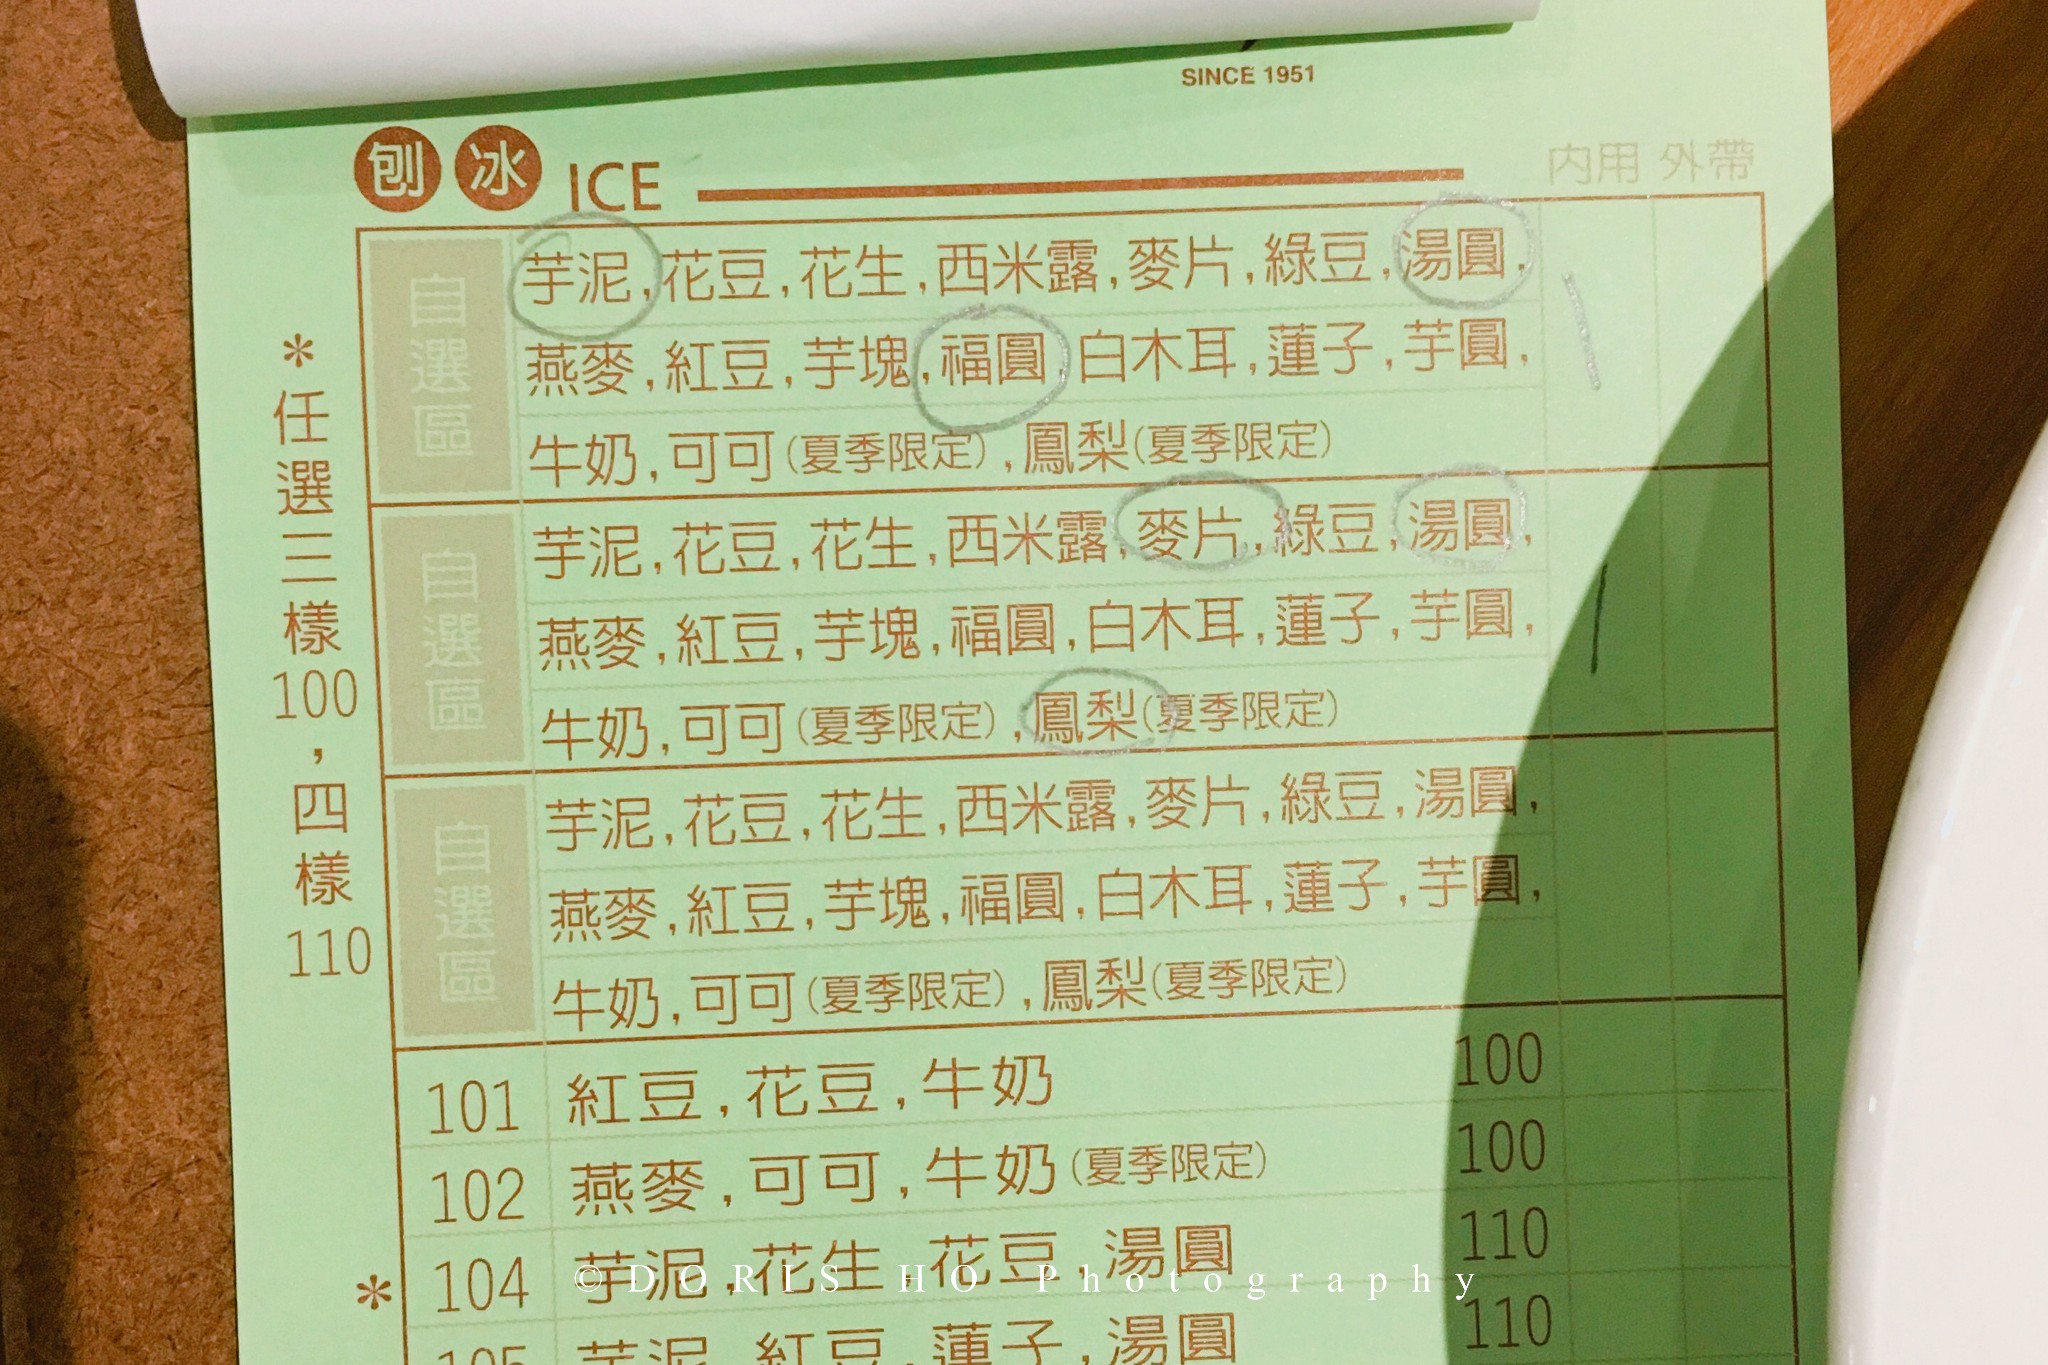 SINCE 1951
刨冰 ICE
內用 外帶
*任選三樣100，四樣110
自選區
芋泥,花豆,花生,西米露,麥片,綠豆,湯圓,
燕麥,紅豆,芋塊,福圓,白木耳,蓮子,芋圓,
牛奶,可可(夏季限定),鳳梨(夏季限定)
自選區
芋泥,花豆,花生,西米露,麥片,綠豆,湯圓,
燕麥,紅豆,芋塊,福圓,白木耳,蓮子,芋圓,
牛奶,可可(夏季限定),鳳梨(夏季限定)
自選區
芋泥,花豆,花生,西米露,麥片,綠豆,湯圓,
燕麥,紅豆,芋塊,福圓,白木耳,蓮子,芋圓,
牛奶,可可(夏季限定),鳳梨(夏季限定)
101 紅豆,花豆,牛奶 100
102 燕麥,可可,牛奶(夏季限定) 100
* 104 芋泥,花生,花豆,湯圓 110
105 芋泥,紅豆,蓮子,湯圓 110
©DORIS HO Photography